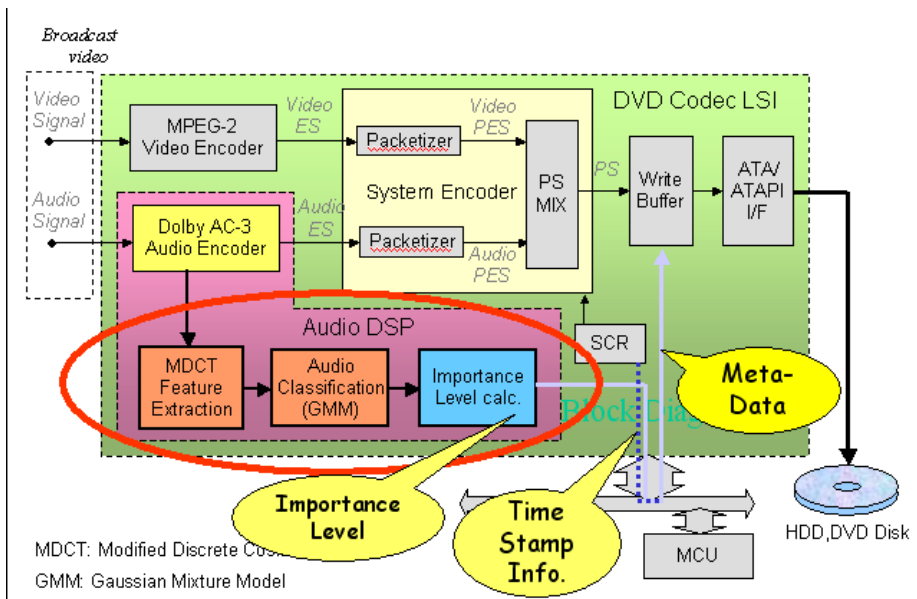 Broadcast
video
Video
Signal
Audio
Signal
DVD Codec LSI
MPEG-2
Video Encoder
Video
ES
Packetizer
Video
PES
System Encoder
PS
MIX
PS
Write
Buffer
ATA/
ATAPI
I/F
Dolby AC-3
Audio Encoder
Audio
ES
Packetizer
Audio
PES
Audio DSP
MDCT
Feature
Extraction
Audio
Classification
(GMM)
Importance
Level calc.
SCR
Block
Meta-
Data
Importance
Level
Time
Stamp
Info.
MCU
HDD,DVD Disk
MDCT: Modified Discrete
GMM: Gaussian Mixture Model